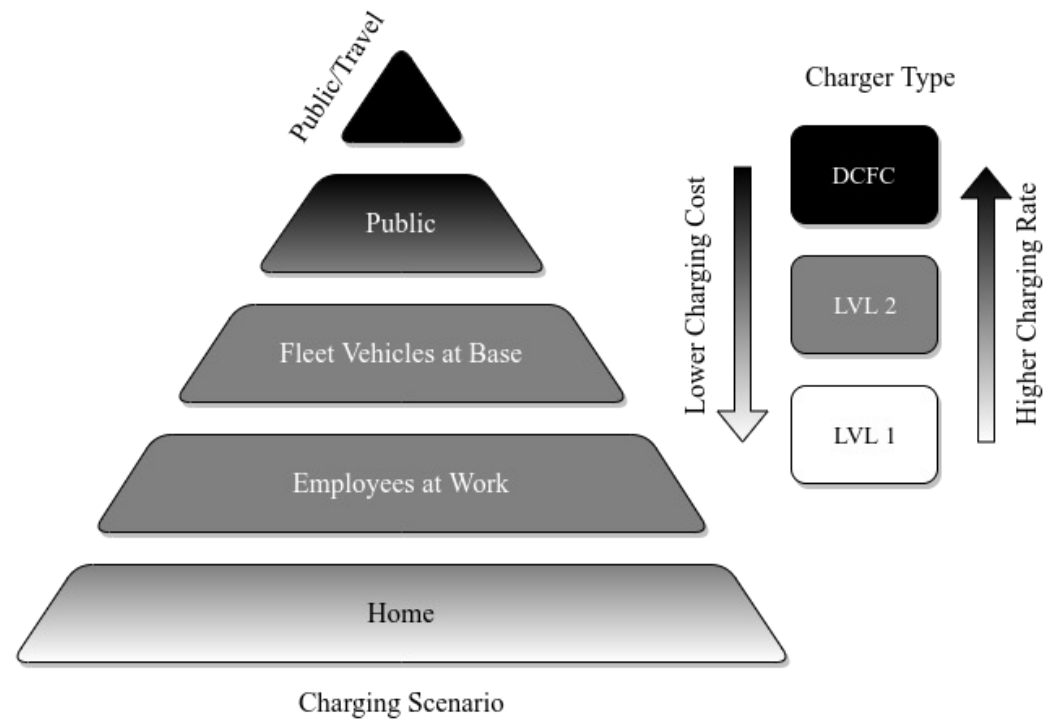 Public/Travel
Public
Fleet Vehicles at Base
Employees at Work
Home
Charging Scenario
Charger Type
DCFC
LVL 2
LVL 1
Lower Charging Cost
Higher Charging Rate